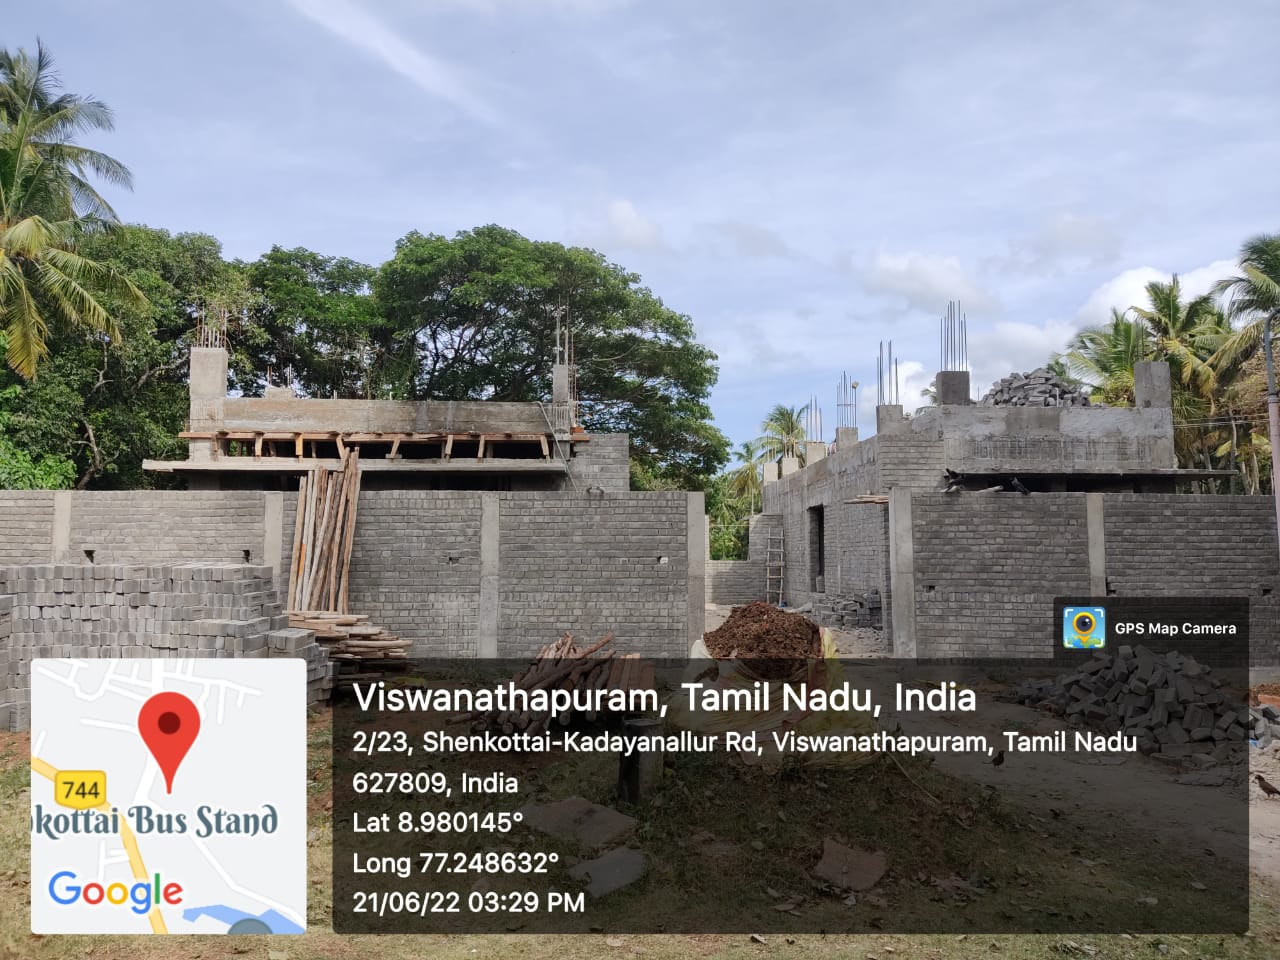 GPS Map Camera
Viswanathapuram, Tamil Nadu, India
2/23, Shenkottai-Kadayanallur Rd, Viswanathapuram, Tamil Nadu
627809, India
Lat 8.980145°
Long 77.248632°
21/06/22 03:29 PM
744
kottai Bus Stand
Google